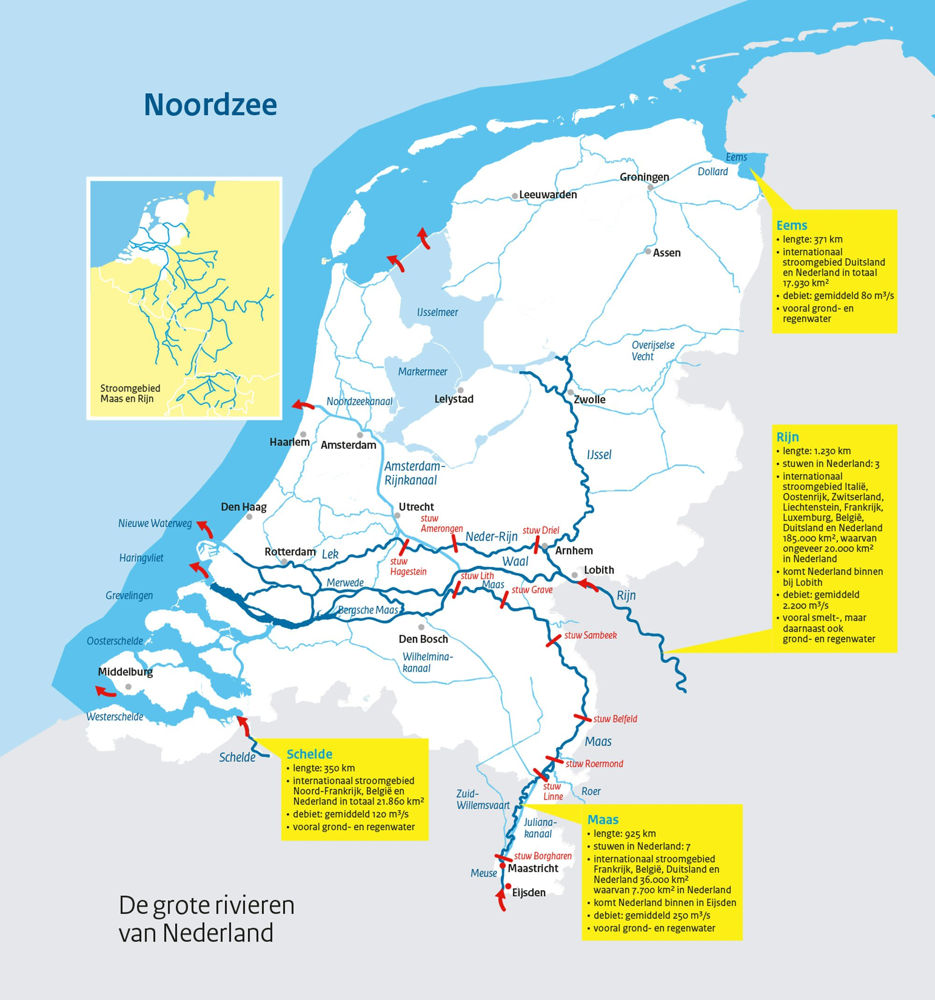 Noordzee
Eems
Dollard
Groningen
Leeuwarden
Eems
• lengte: 371 km
• internationaal
stroomgebied Duitsland
en Nederland in totaal
17.930 km²
• debiet: gemiddeld 80 m³/s
• vooral grond- en
regenwater
Assen
IJsselmeer
Overijselse
Vecht
Markermeer
Stroomgebied
Maas en Rijn
Lelystad
Zwolle
Noordzeekanaal
Haarlem
Amsterdam
IJssel
Amsterdam-
Rijnkanaal
Rijn
• lengte: 1.230 km
• stuwen in Nederland: 3
• internationaal
stroomgebied Italië,
Oostenrijk, Zwitserland,
Liechtenstein, Frankrijk,
Luxemburg, België,
Duitsland en Nederland
185.000 km², waarvan
ongeveer 20.000 km²
in Nederland
• komt Nederland binnen
bij Lobith
• debiet: gemiddeld
2.200 m³/s
• vooral smelt-, maar
daarnaast ook
grond- en regenwater
Den Haag
Utrecht
Nieuwe Waterweg
stuw
Amerongen
Neder-Rijn
stuw Driel
Arnhem
Rotterdam
Lek
Haringvliet
stuw
Hagestein
Waal
Lobith
stuw Lith
Maas
stuw Grave
Merwede
Rijn
Grevelingen
Bergsche Maas
Den Bosch
stuw Sambeek
Oosterschelde
Wilhelmina-
kanaal
Middelburg
Westerschelde
stuw Belfeld
Maas
Schelde
Schelde
• lengte: 350 km
• internationaal stroomgebied
Noord-Frankrijk, België en
Nederland in totaal 21.860 km²
• debiet: gemiddeld 120 m³/s
• vooral grond- en regenwater
stuw Roermond
stuw
Linne
Roer
Zuid-
Willemsvaart
Juliana-
kanaal
stuw Borgharen
Maastricht
Meuse
Eijsden
Maas
• lengte: 925 km
• stuwen in Nederland: 7
• internationaal stroomgebied
Frankrijk, België, Duitsland en
Nederland 36.000 km²
waarvan 7.700 km² in Nederland
• komt Nederland binnen in Eijsden
• debiet: gemiddeld 250 m³/s
• vooral grond- en regenwater
De grote rivieren
van Nederland